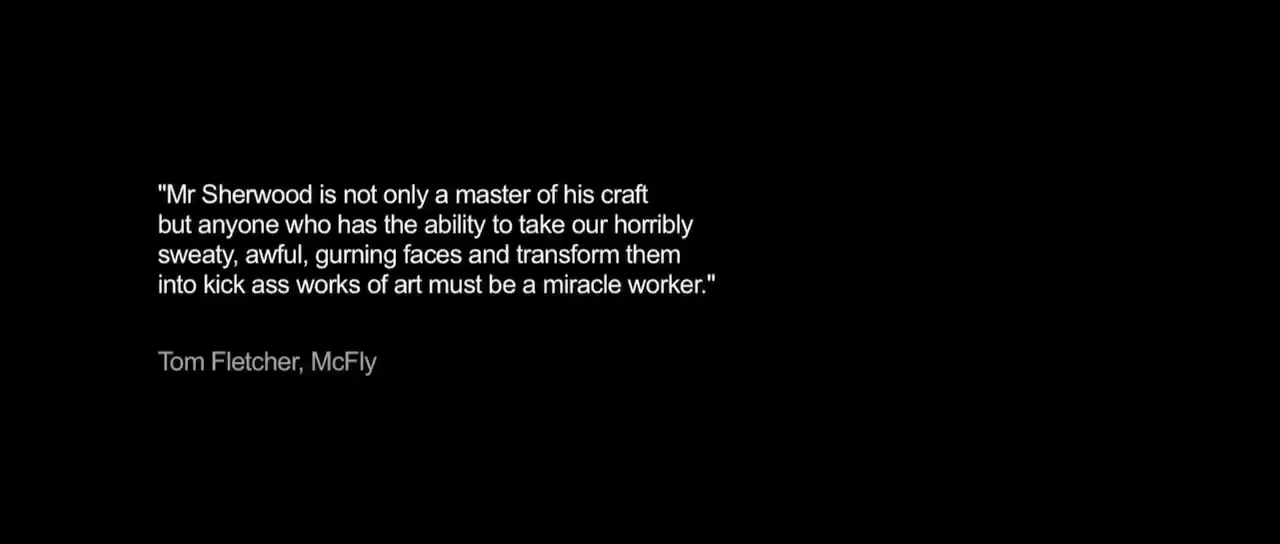 "Mr Sherwood is not only a master of his craft
but anyone who has the ability to take our horribly
sweaty, awful, gurning faces and transform them
into kick ass works of art must be a miracle worker."
Tom Fletcher, McFly